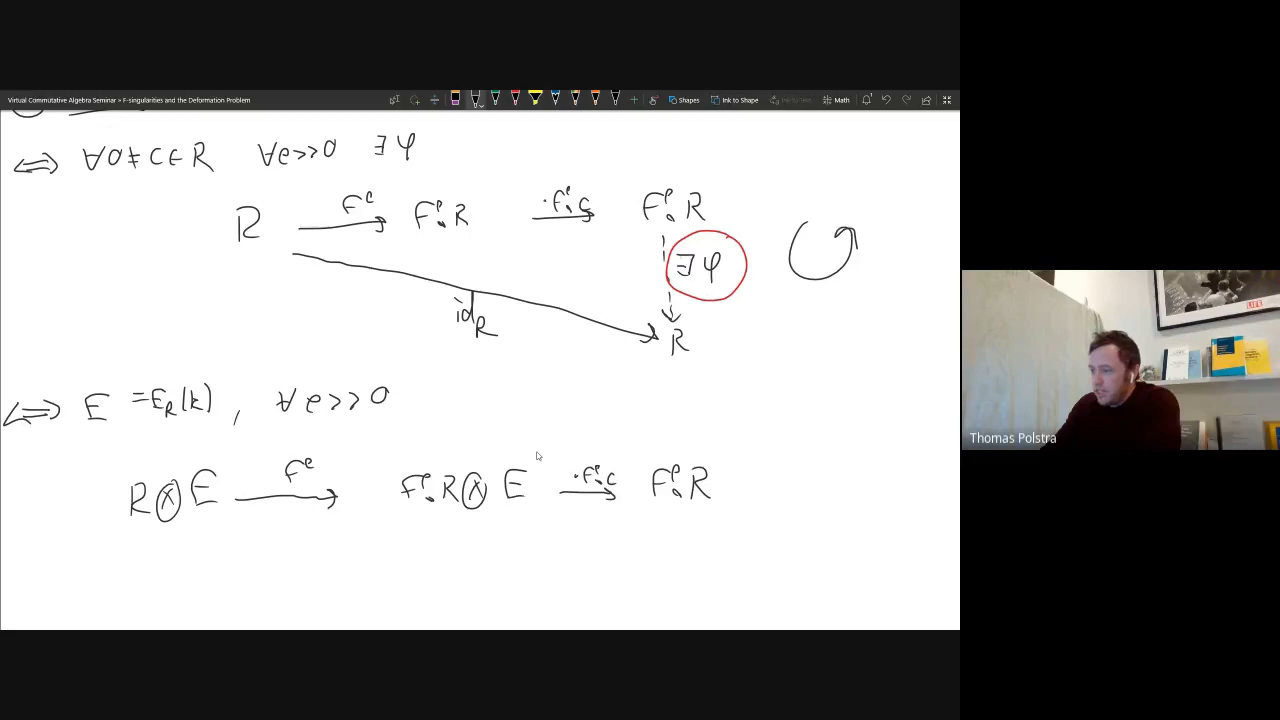 Virtual Commutative Algebra Seminar > F-singularities and the Deformation Problem
Shapes Ink to Shape Math
⟺ ∀ 0 ≠ c ∈ R ∀e>>0 ∃ φ
R —F^e→ F^e_* R —·F^e_* c→ F^e_* R
∃ φ
id_R
R
⟺ E = E_R(k), ∀ e >> 0
R ⊗ E —F^e→ F^e_* R ⊗ E —·F^e_* c→ F^e_* R
LIFE
Thomas Polstra